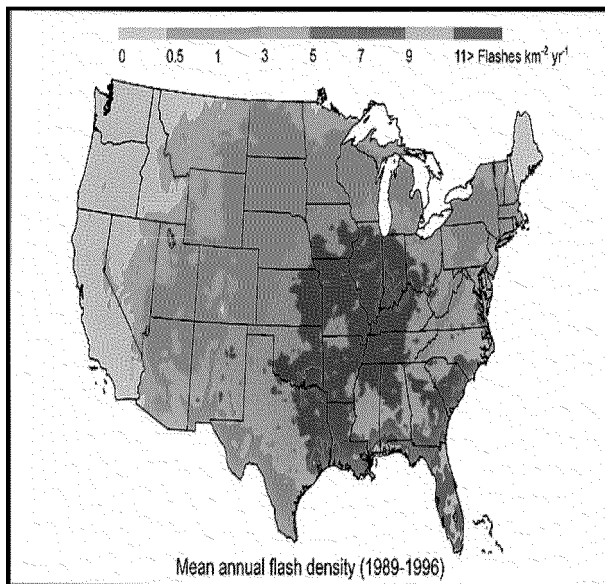 0 0.5 1 3 5 7 9 11> Flashes km⁻² yr⁻¹
Mean annual flash density (1989-1996)